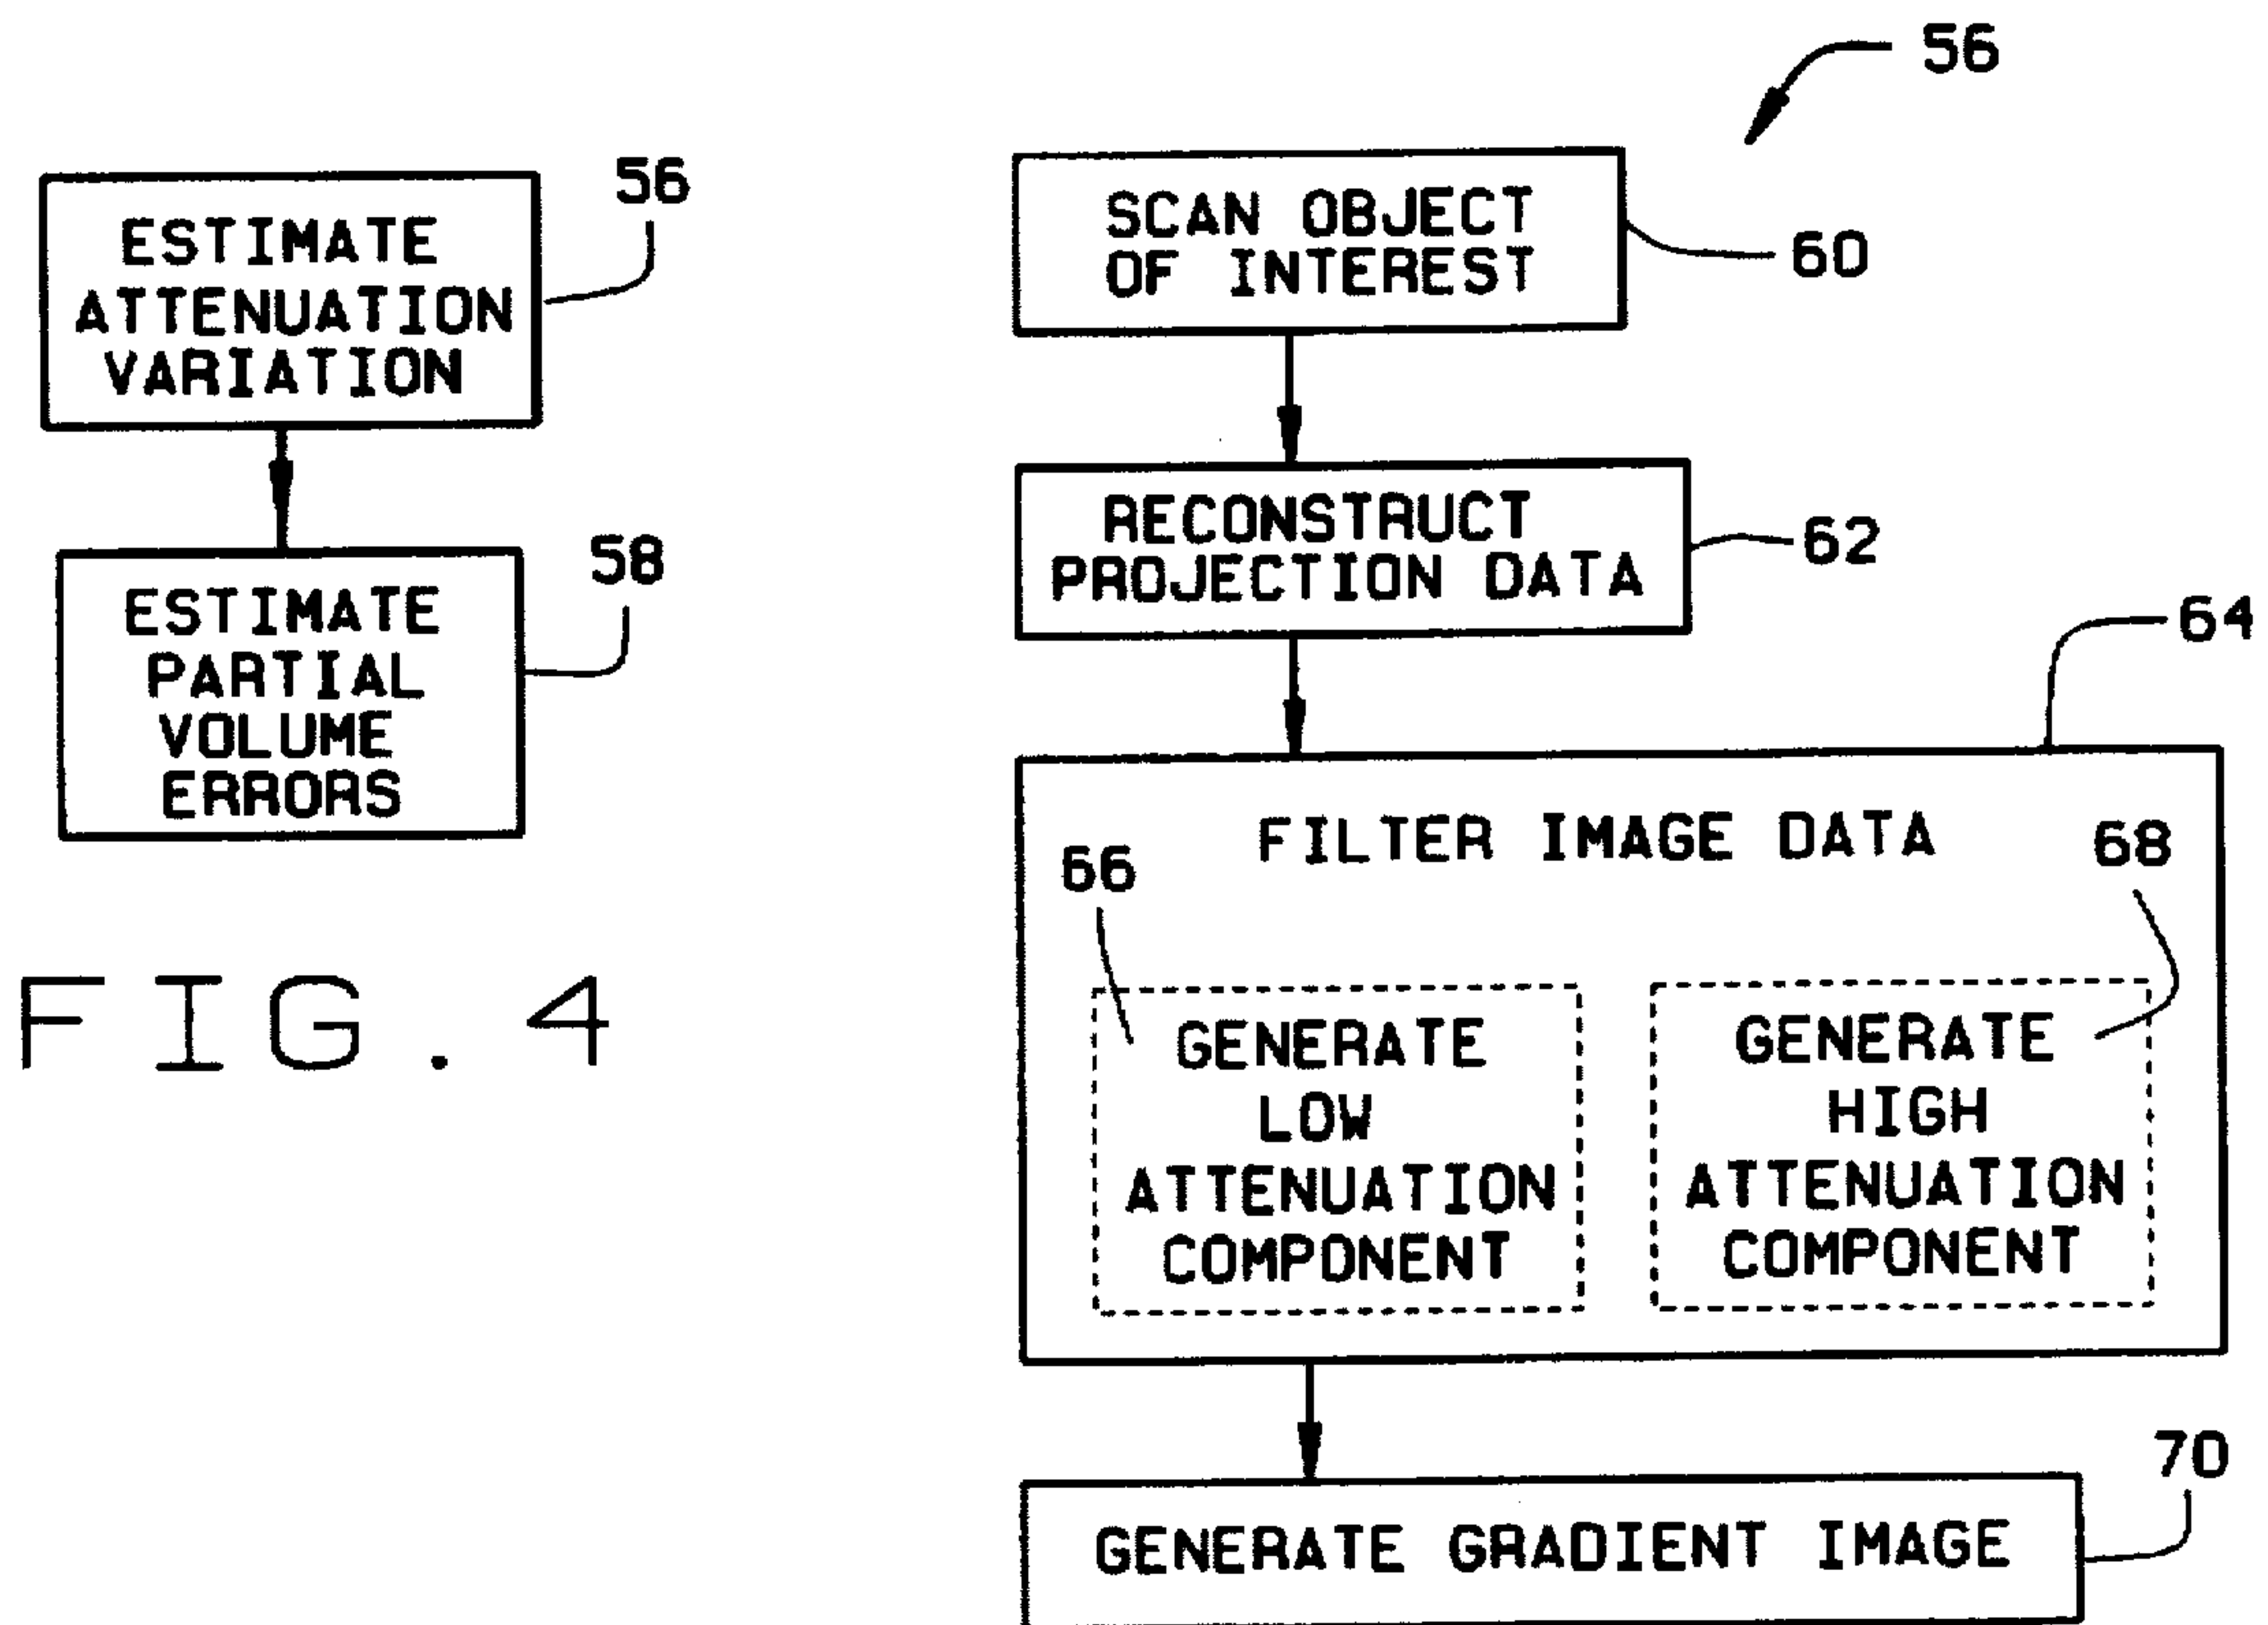 56
ESTIMATE
ATTENUATION
VARIATION
58
ESTIMATE
PARTIAL
VOLUME
ERRORS
FIG. 4
56
SCAN OBJECT
OF INTEREST
60
RECONSTRUCT
PROJECTION DATA
62
64
FILTER IMAGE DATA
66
68
GENERATE
LOW
ATTENUATION
COMPONENT
GENERATE
HIGH
ATTENUATION
COMPONENT
70
GENERATE GRADIENT IMAGE